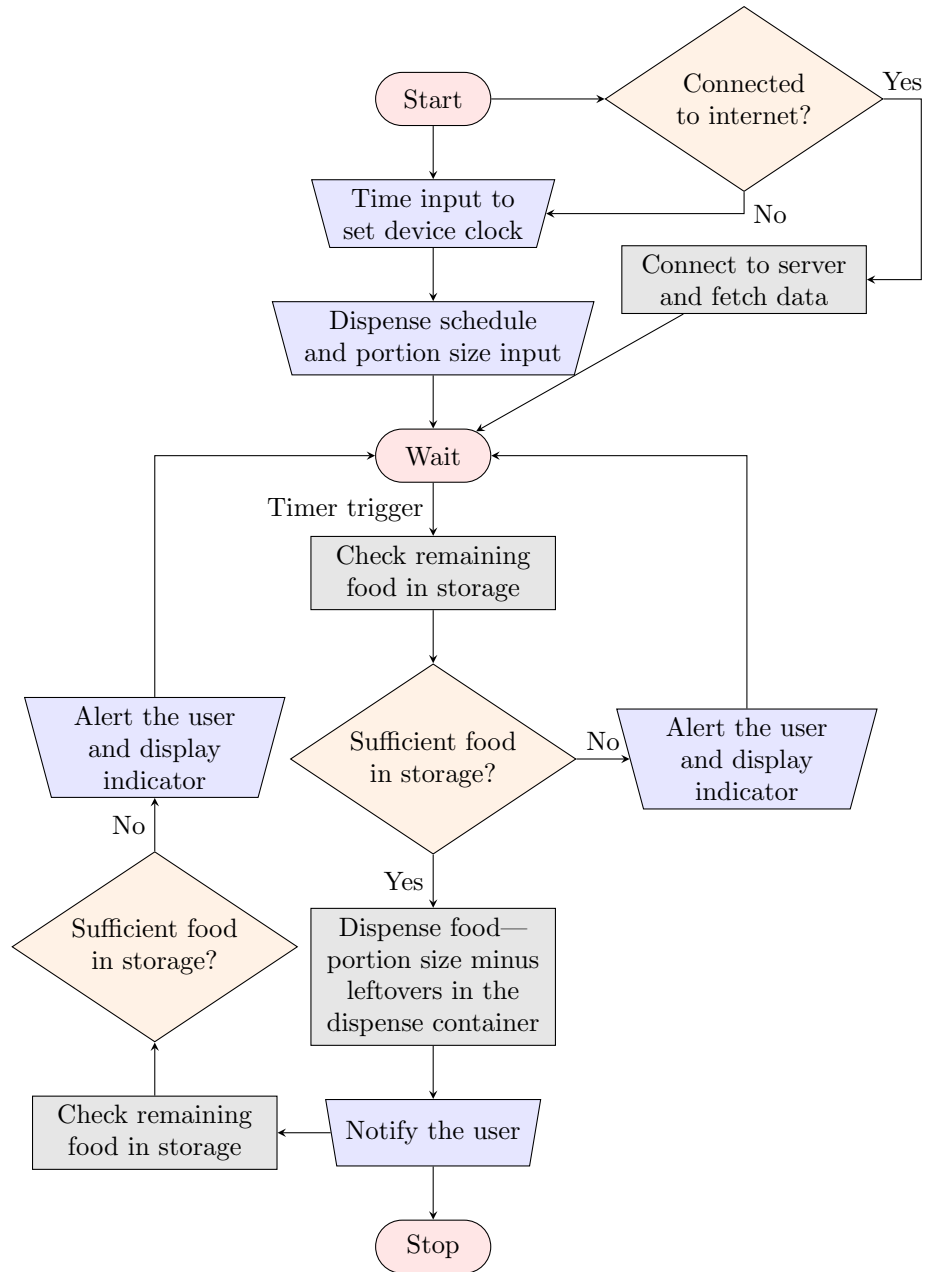 Start
Connected
to internet?
Yes
No
Time input to
set device clock
Connect to server
and fetch data
Dispense schedule
and portion size input
Wait
Timer trigger
Check remaining
food in storage
Sufficient food
in storage?
No
Alert the user
and display
indicator
Alert the user
and display
indicator
No
Yes
Sufficient food
in storage?
Dispense food—
portion size minus
leftovers in the
dispense container
Check remaining
food in storage
Notify the user
Stop